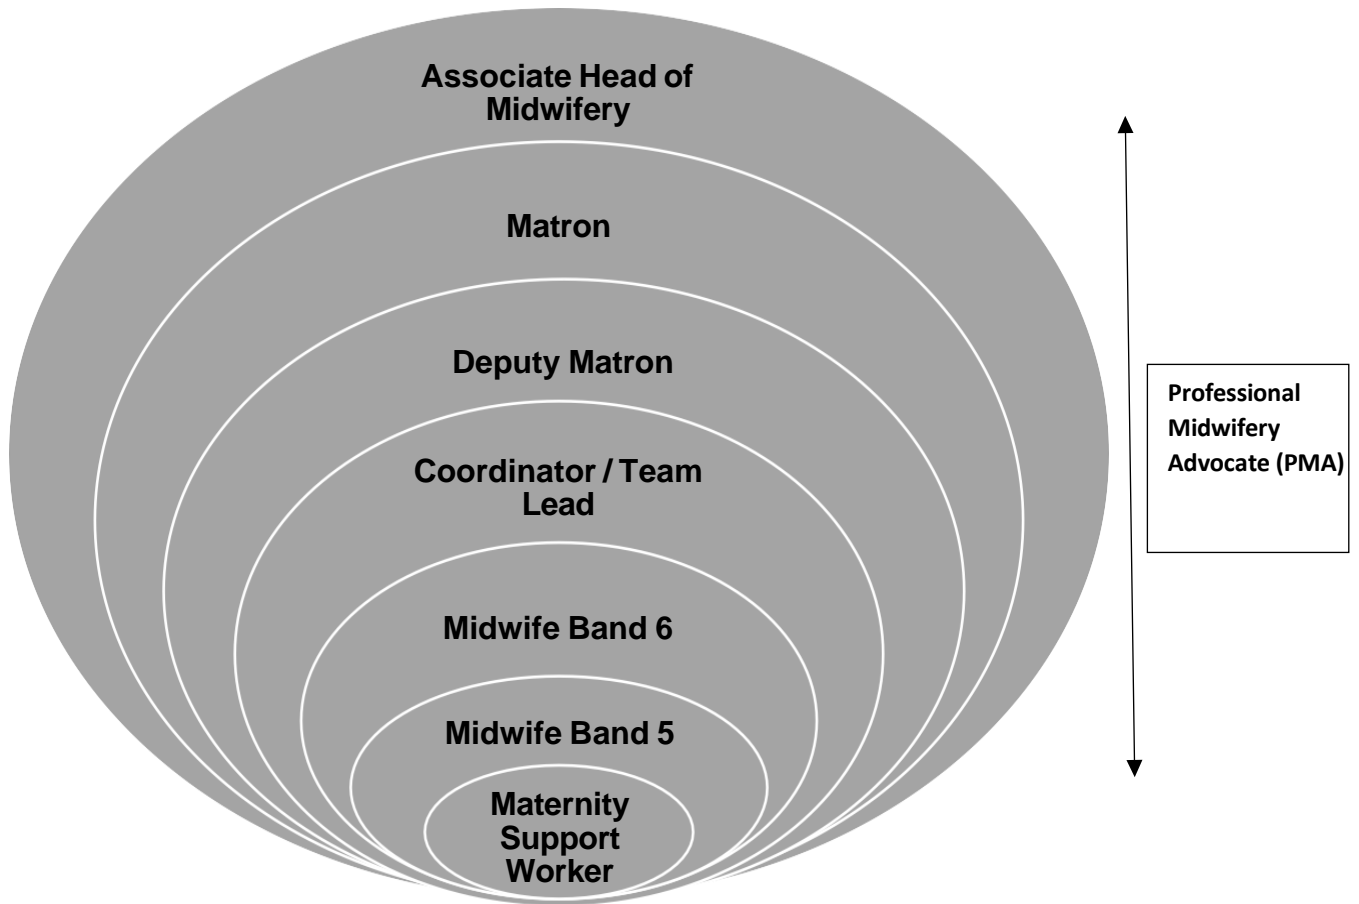 Associate Head of
Midwifery
Matron
Deputy Matron
Coordinator / Team
Lead
Midwife Band 6
Midwife Band 5
Maternity
Support
Worker
Professional
Midwifery
Advocate (PMA)